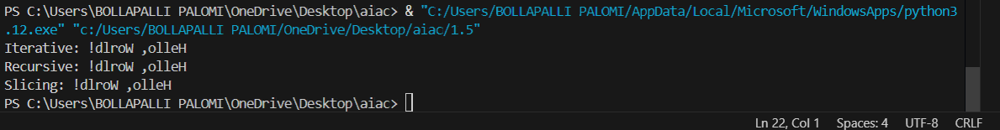 PS C:\Users\BOLLAPALLI PALOMI\OneDrive\Desktop\aiac> & "C:/Users/BOLLAPALLI PALOMI/AppData/Local/Microsoft/WindowsApps/python3
.12.exe" "c:/Users/BOLLAPALLI PALOMI/OneDrive/Desktop/aiac/1.5"
Iterative: !dlroW ,olleH
Recursive: !dlroW ,olleH
Slicing: !dlroW ,olleH
PS C:\Users\BOLLAPALLI PALOMI\OneDrive\Desktop\aiac>
Ln 22, Col 1 Spaces: 4 UTF-8 CRLF